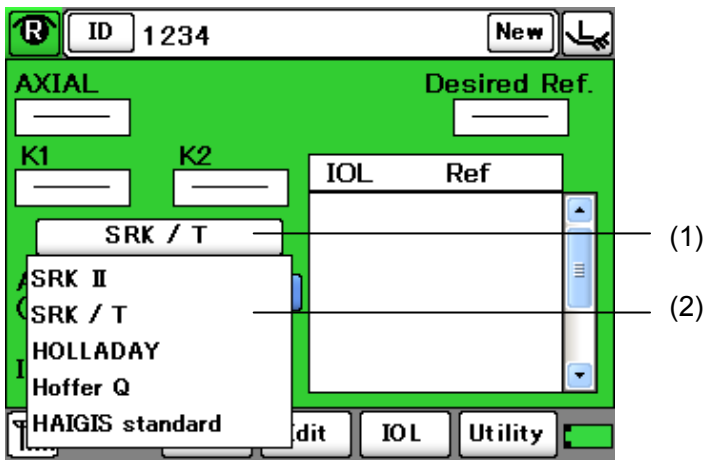 R ID 1234 New
AXIAL Desired Ref.
K1 K2
IOL Ref
SRK / T (1)
SRK Ⅱ
SRK / T (2)
HOLLADAY
Hoffer Q
HAIGIS standard
IOL Utility